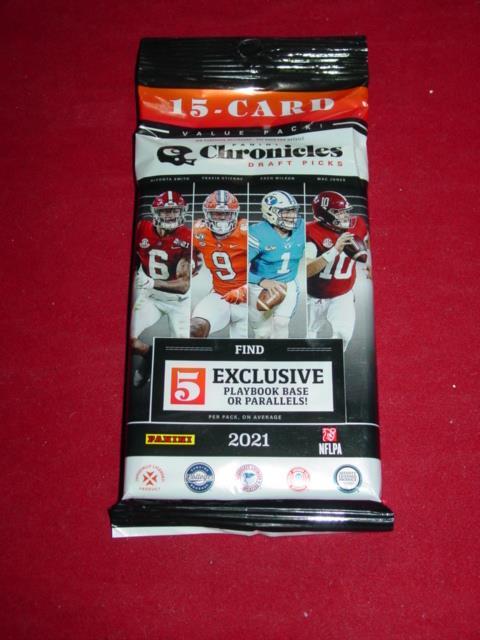 15-CARD
VALUE PACK!
PANINI
Chronicles
DRAFT PICKS
DEVONTA SMITH TRAVIS ETIENNE ZACH WILSON MAC JONES
6 9 1 10
FIND
5 EXCLUSIVE
PLAYBOOK BASE
OR PARALLELS!
PER PACK, ON AVERAGE
PANINI 2021 NFLPA